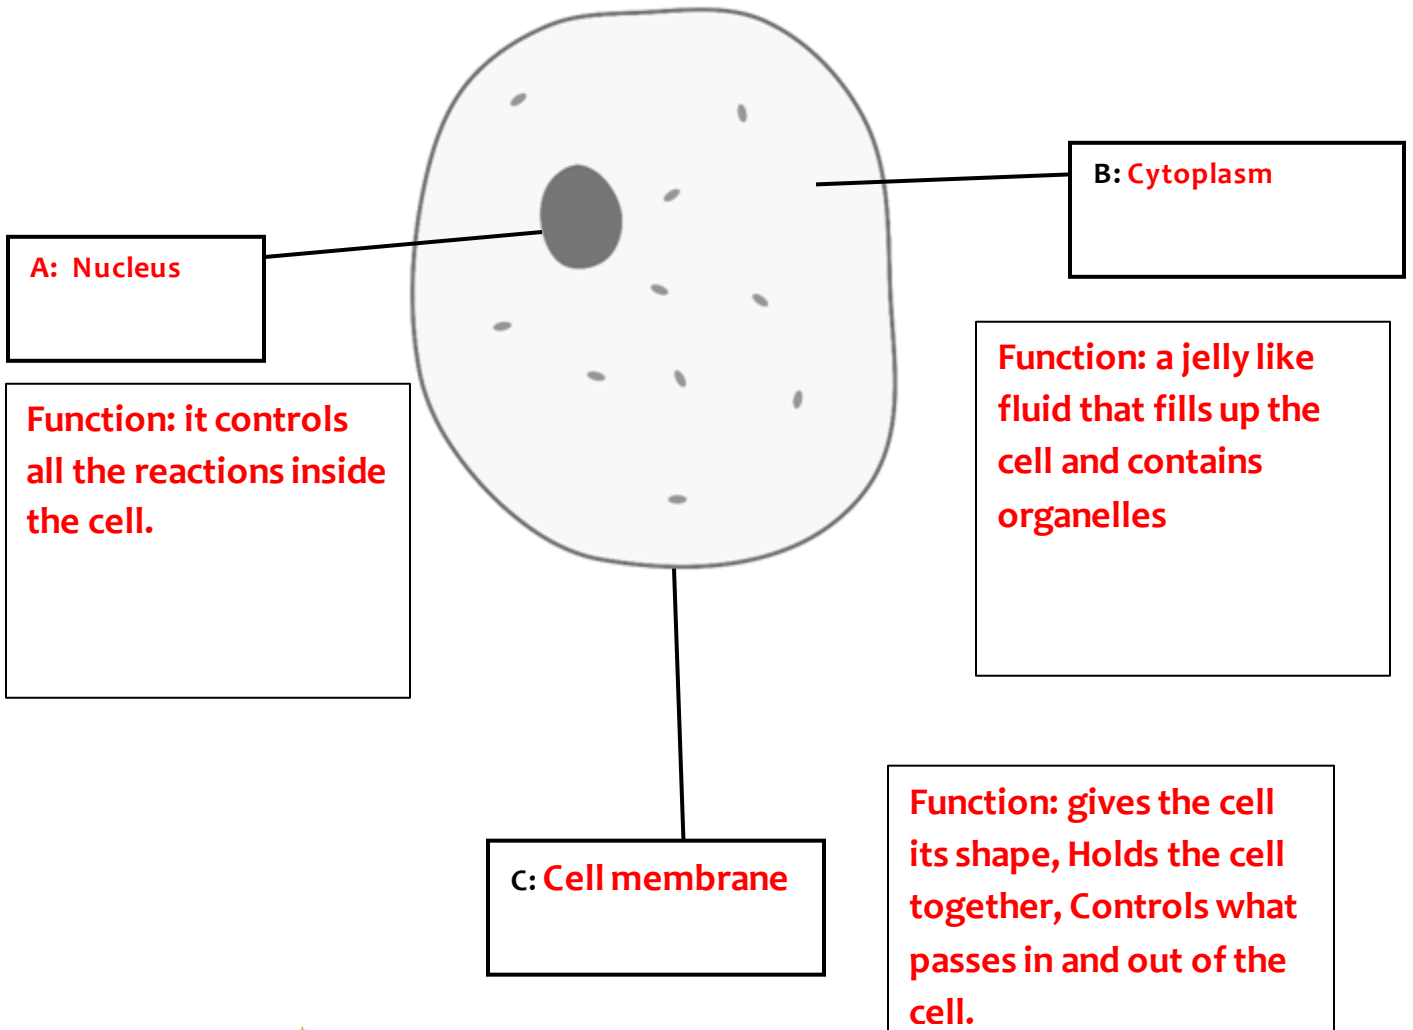 B: Cytoplasm
A: Nucleus
Function: a jelly like
fluid that fills up the
cell and contains
organelles
Function: it controls
all the reactions inside
the cell.
Function: gives the cell
its shape, Holds the cell
together, Controls what
passes in and out of the
cell.
C: Cell membrane